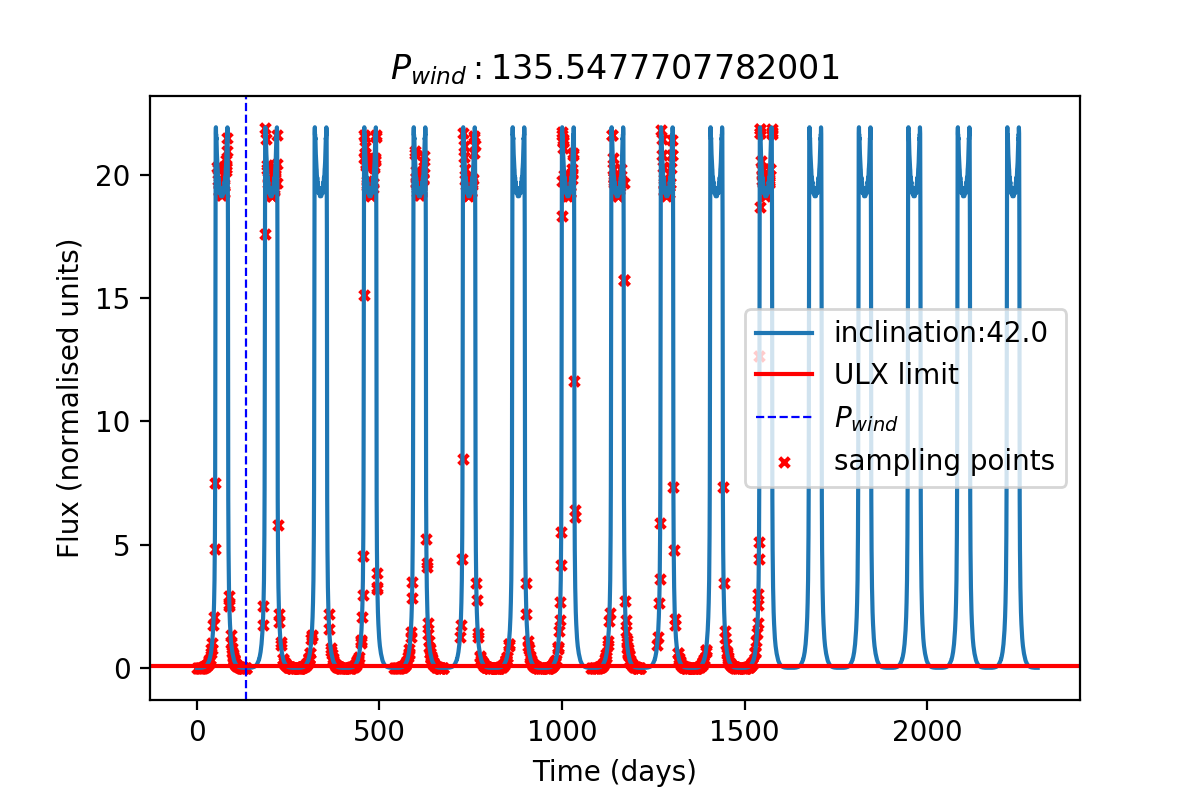 P_wind : 135.5477707782001
Flux (normalised units)
20
15
10
5
0
inclination:42.0
ULX limit
P_wind
sampling points
0 500 1000 1500 2000
Time (days)